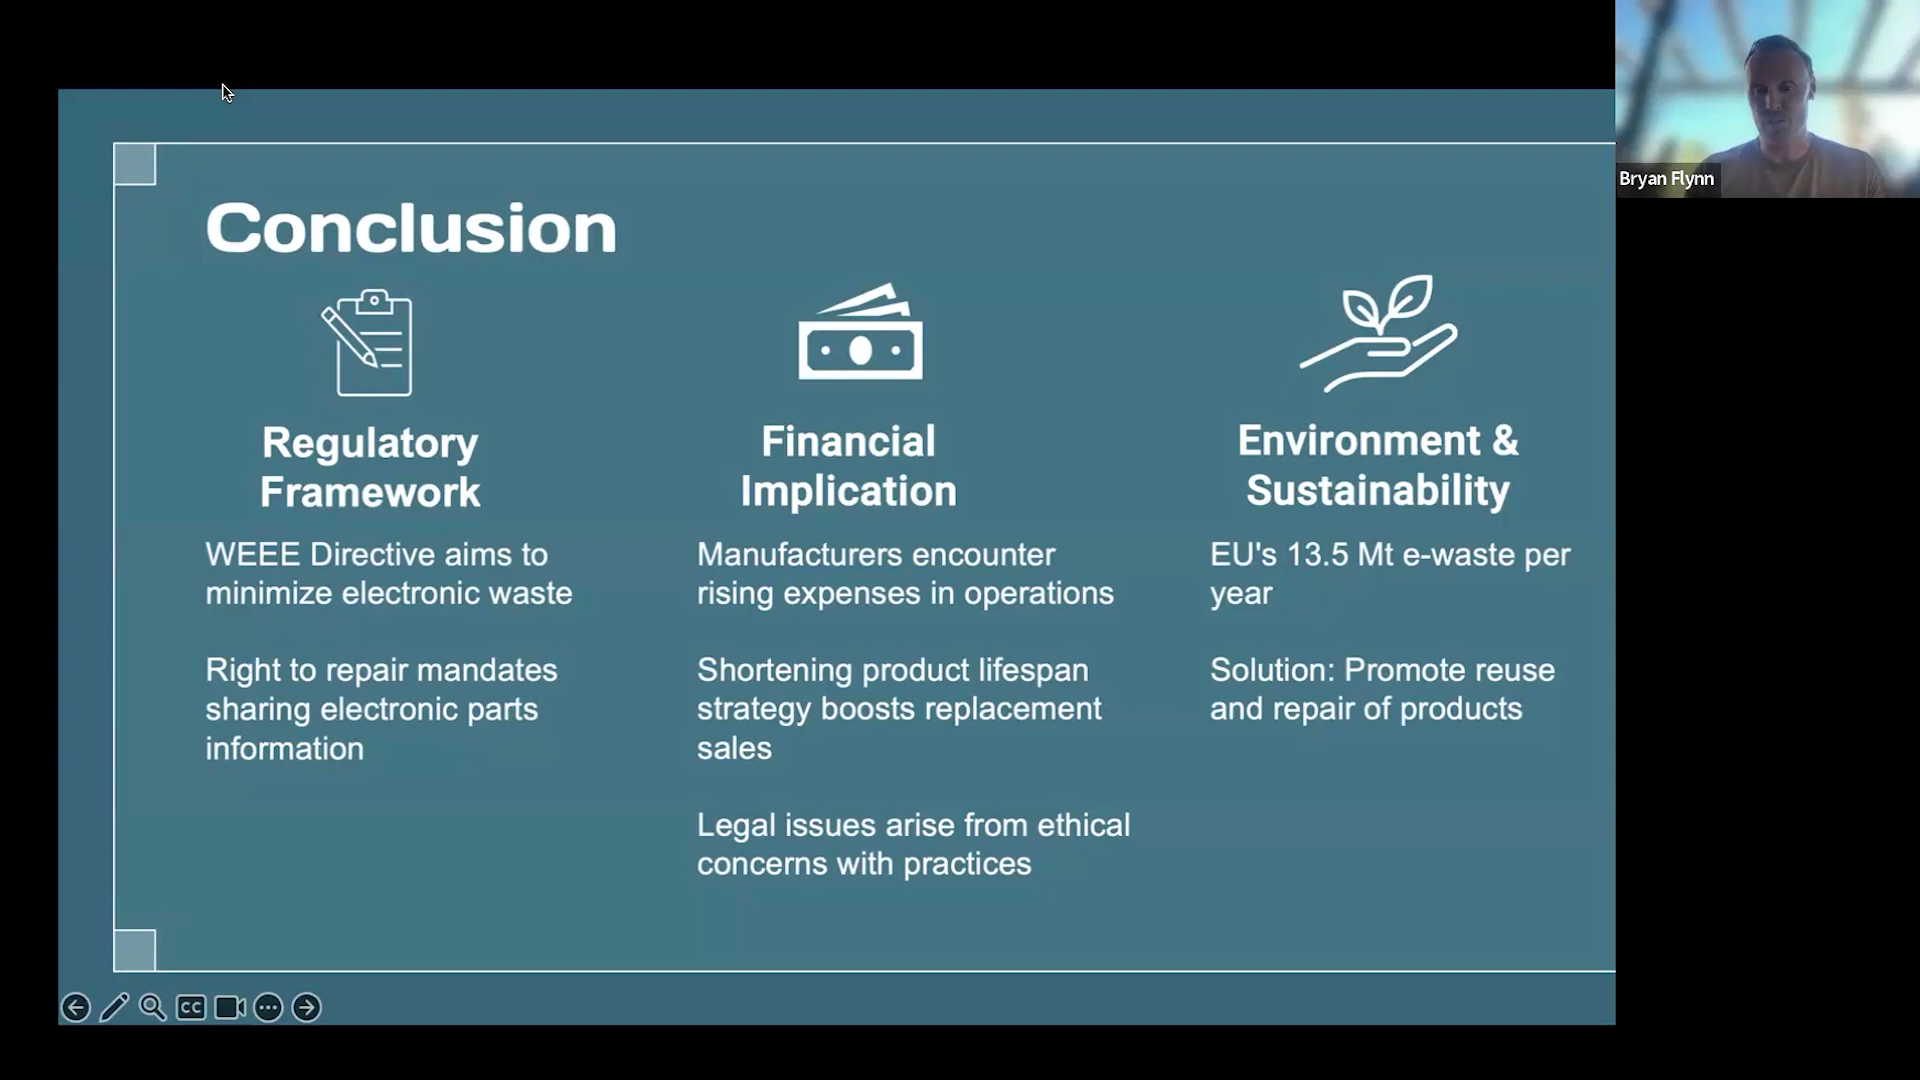 Conclusion
Regulatory
Framework
WEEE Directive aims to
minimize electronic waste
Right to repair mandates
sharing electronic parts
information
Financial
Implication
Manufacturers encounter
rising expenses in operations
Shortening product lifespan
strategy boosts replacement
sales
Legal issues arise from ethical
concerns with practices
Environment &
Sustainability
EU's 13.5 Mt e-waste per
year
Solution: Promote reuse
and repair of products
CC
Bryan Flynn